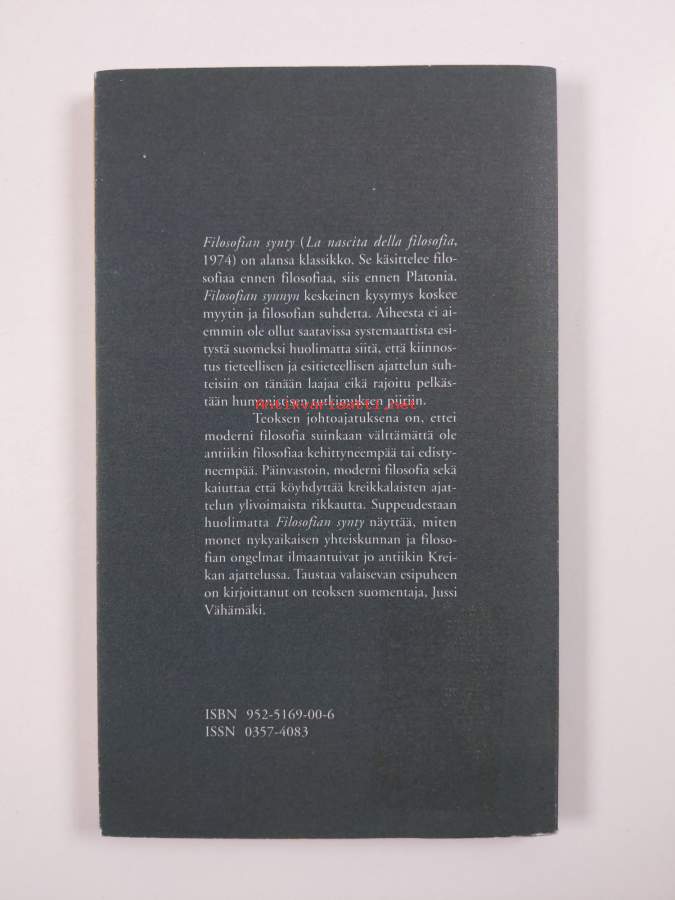 Filosofian synty (La nascita della filosofia,
1974) on alansa klassikko. Se käsittelee filo-
sofiaa ennen filosofiaa, siis ennen Platonia.
Filosofian synnyn keskeinen kysymys koskee
myytin ja filosofian suhdetta. Aiheesta ei ai-
emmin ole ollut saatavissa systemaattista esi-
tystä suomeksi huolimatta siitä, että kiinnos-
tus tieteellisen ja esitieteellisen ajattelun suh-
teisiin on tänään laajaa eikä rajoitu pelkäs-
tään humanistisen tutkimuksen piiriin.
Antikvariaatti.net
Teoksen johtoajatuksena on, ettei
moderni filosofia suinkaan välttämättä ole
antiikin filosofiaa kehittyneempää tai edisty-
neempää. Päinvastoin, moderni filosofia sekä
kaiuttaa että köyhdyttää kreikkalaisten ajat-
telun ylivoimaista rikkautta. Suppeudestaan
huolimatta Filosofian synty näyttää, miten
monet nykyaikaisen yhteiskunnan ja filoso-
fian ongelmat ilmaantuivat jo antiikin Krei-
kan ajattelussa. Taustaa valaisevan esipuheen
on kirjoittanut on teoksen suomentaja, Jussi
Vähämäki.
ISBN 952-5169-00-6
ISSN 0357-4083